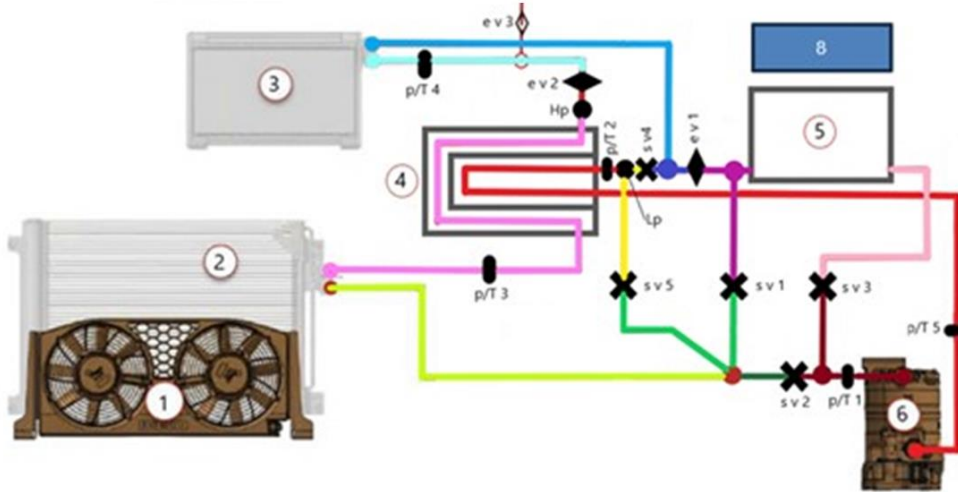 e v 3
8
3
p/T 4
e v 2
Hp
p/T 2
s v4
e v 1
5
4
Lp
2
p/T 3
s v 5
s v 1
s v 3
p/T 5
1
s v 2
p/T 1
6